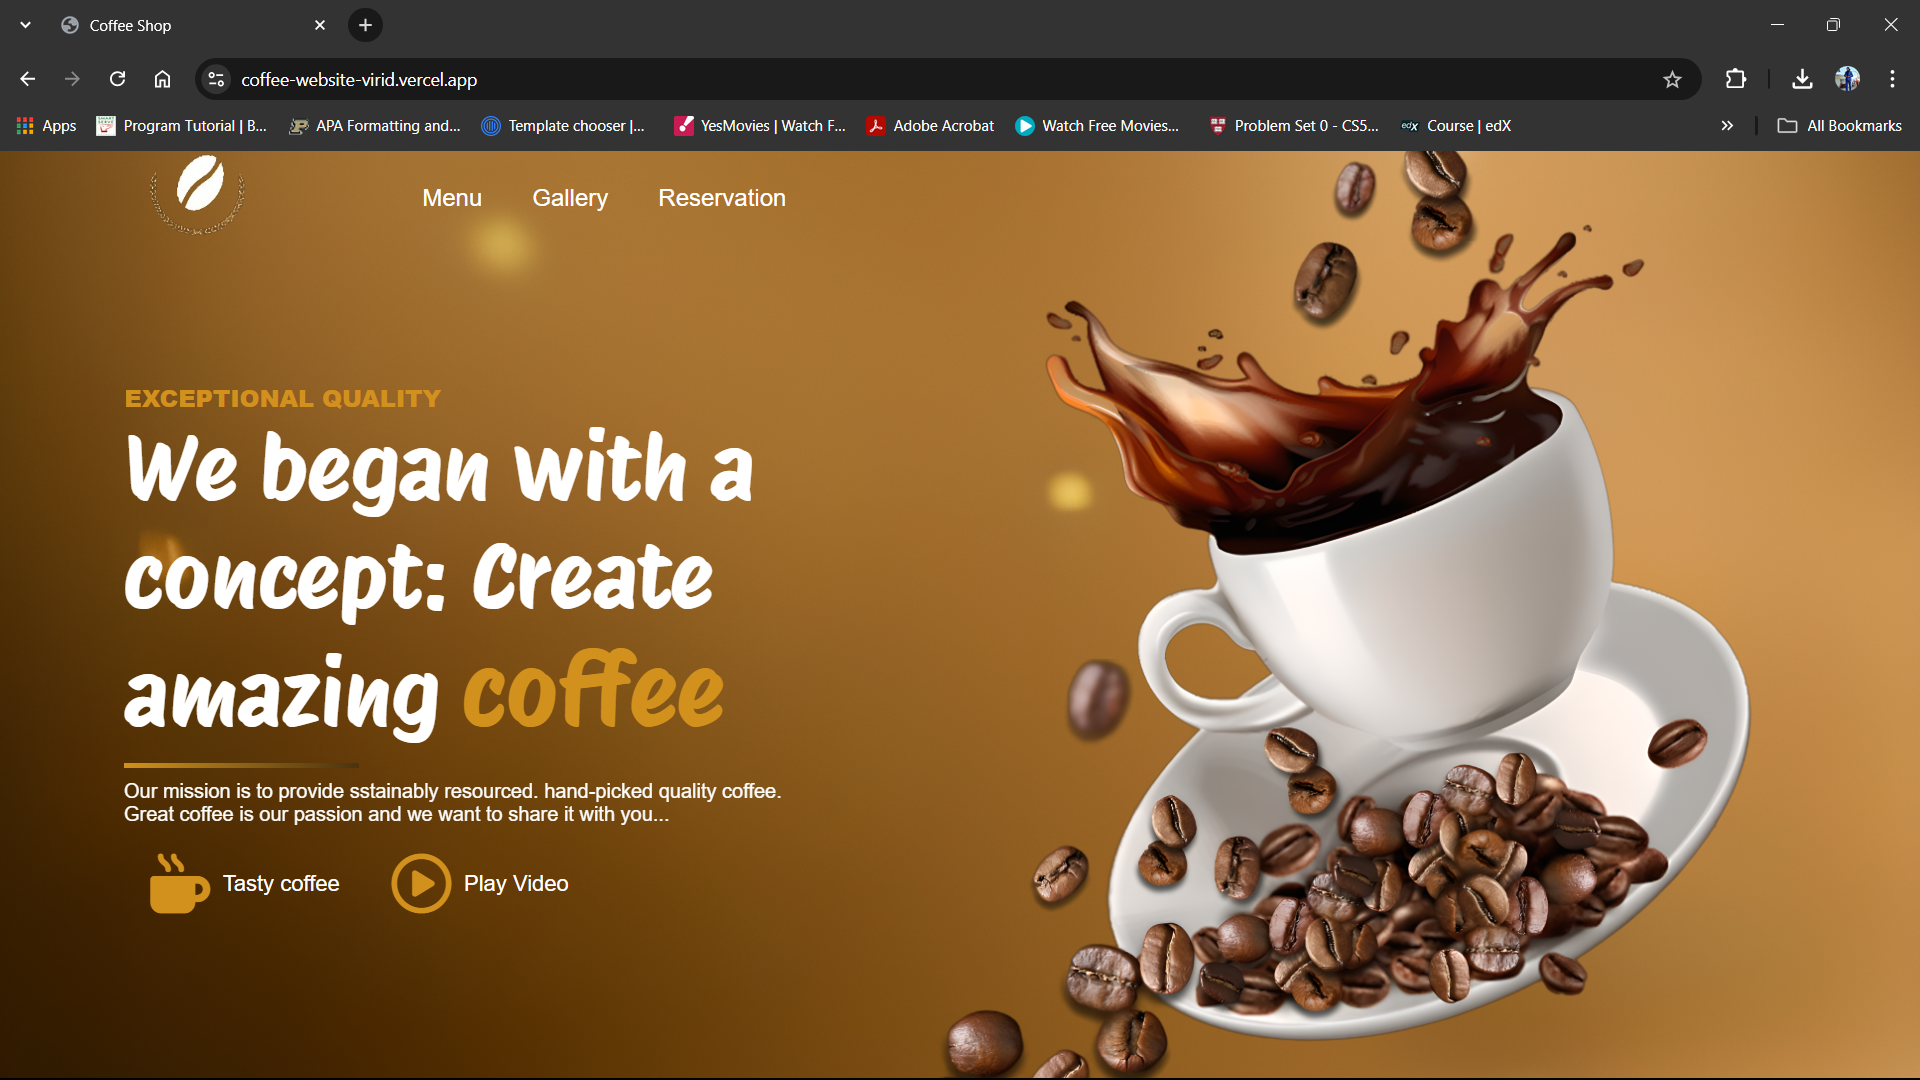 Coffee Shop
coffee-website-virid.vercel.app
Apps
Program Tutorial | B...
APA Formatting and...
Template chooser |...
YesMovies | Watch F...
Adobe Acrobat
Watch Free Movies...
Problem Set 0 - CS5...
edX Course | edX
All Bookmarks
Menu Gallery Reservation
EXCEPTIONAL QUALITY
We began with a
concept: Create
amazing coffee
Our mission is to provide sstainably resourced. hand-picked quality coffee.
Great coffee is our passion and we want to share it with you...
Tasty coffee
Play Video